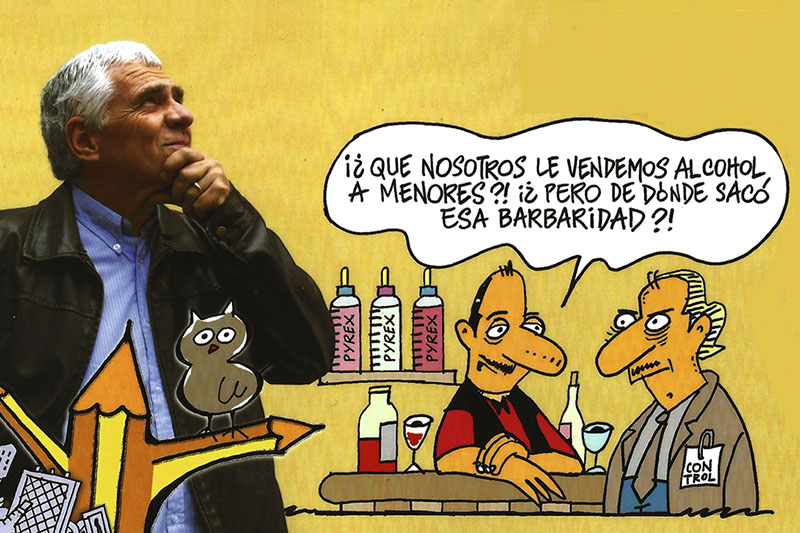 ¡¿QUE NOSOTROS LE VENDEMOS ALCOHOL
A MENORES?! ¡¿PERO DE DÓNDE SACÓ
ESA BARBARIDAD?!
PYREX
PYREX
PYREX
CON
TROL